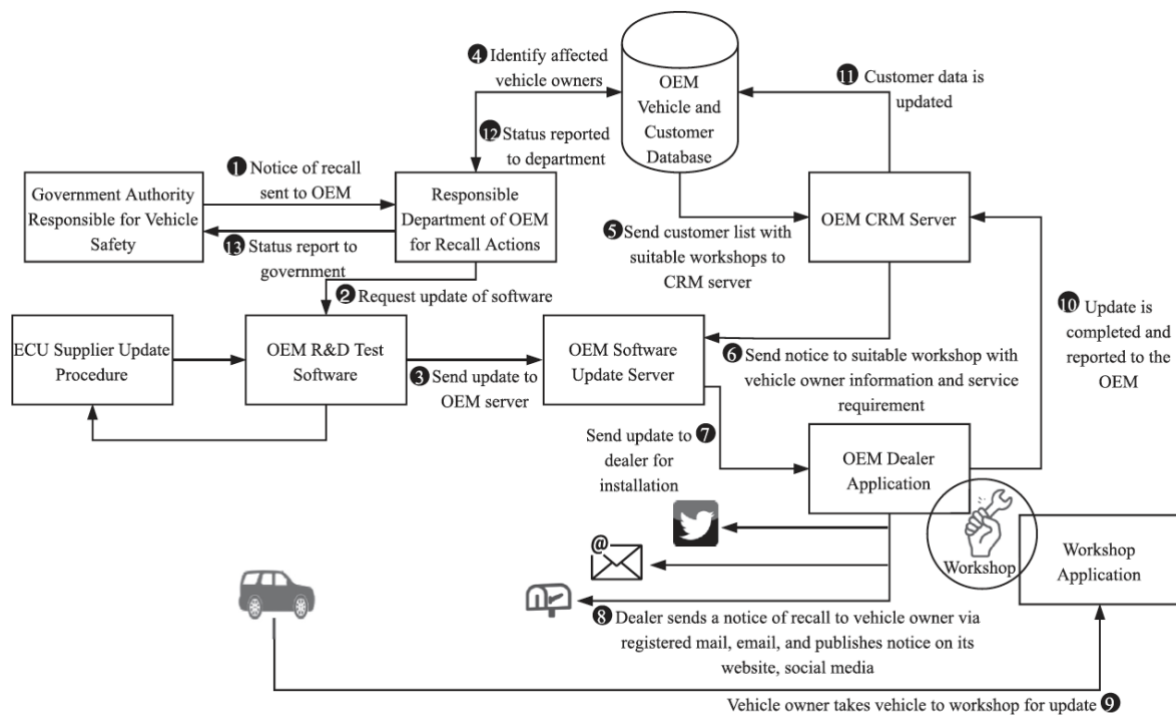 4 Identify affected
vehicle owners
OEM
Vehicle and
Customer
Database
11 Customer data is
updated
12 Status reported
to department
1 Notice of recall
sent to OEM
Government Authority
Responsible for Vehicle
Safety
Responsible
Department of OEM
for Recall Actions
OEM CRM Server
13 Status report to
government
5 Send customer list with
suitable workshops to
CRM server
2 Request update of software
ECU Supplier Update
Procedure
OEM R&D Test
Software
3 Send update to
OEM server
OEM Software
Update Server
6 Send notice to suitable workshop with
vehicle owner information and service
requirement
10 Update is
completed and
reported to the
OEM
Send update to 7
dealer for
installation
OEM Dealer
Application
@
Workshop
Workshop
Application
8 Dealer sends a notice of recall to vehicle owner via
registered mail, email, and publishes notice on its
website, social media
Vehicle owner takes vehicle to workshop for update 9